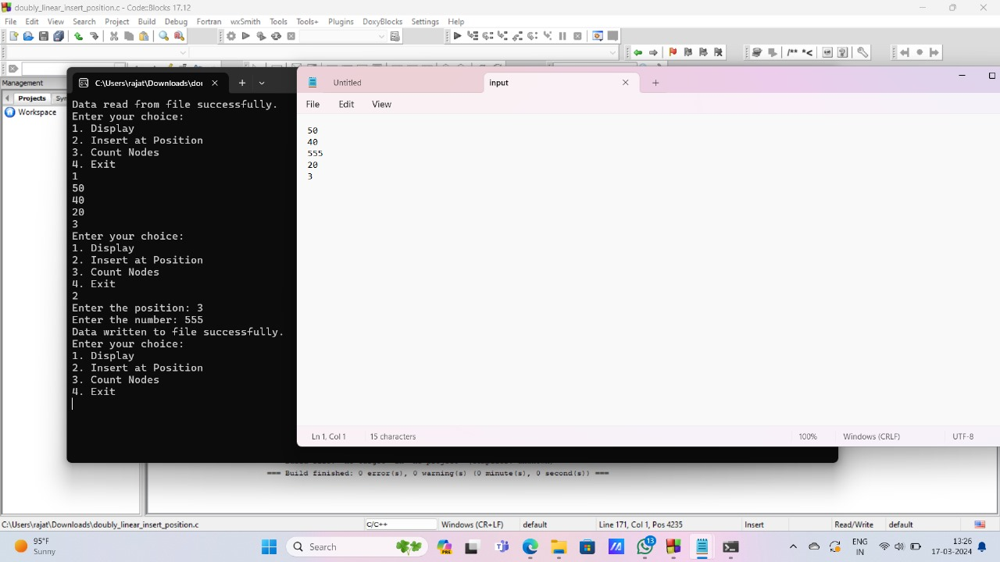 doubly_linear_insert_position.c - Code::Blocks 17.12
File Edit View Search Project Build Debug Fortran wxSmith Tools Tools+ Plugins DoxyBlocks Settings Help
/** *<
Management
Projects
Workspace
C:\Users\rajat\Downloads\dou
Data read from file successfully.
Enter your choice:
1. Display
2. Insert at Position
3. Count Nodes
4. Exit
1
50
40
20
3
Enter your choice:
1. Display
2. Insert at Position
3. Count Nodes
4. Exit
2
Enter the position: 3
Enter the number: 555
Data written to file successfully.
Enter your choice:
1. Display
2. Insert at Position
3. Count Nodes
4. Exit
Untitled
input
File Edit View
50
40
555
20
3
Ln 1, Col 1 15 characters 100% Windows (CRLF) UTF-8
=== Build finished: 0 error(s), 0 warning(s) (0 minute(s), 0 second(s)) ===
C:\Users\rajat\Downloads\doubly_linear_insert_position.c C/C++ Windows (CR+LF) default Line 171, Col 1, Pos 4235 Insert Read/Write default
95°F
Sunny
Search
PRE
13
ENG
IN
13:26
17-03-2024